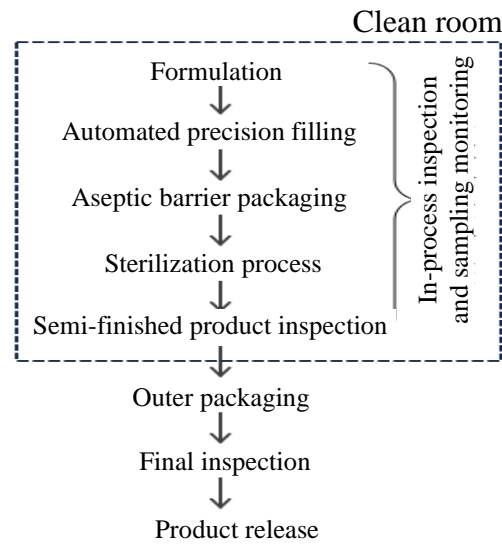 Clean room
Formulation
Automated precision filling
Aseptic barrier packaging
Sterilization process
Semi-finished product inspection
In-process inspection
and sampling monitoring
Outer packaging
Final inspection
Product release